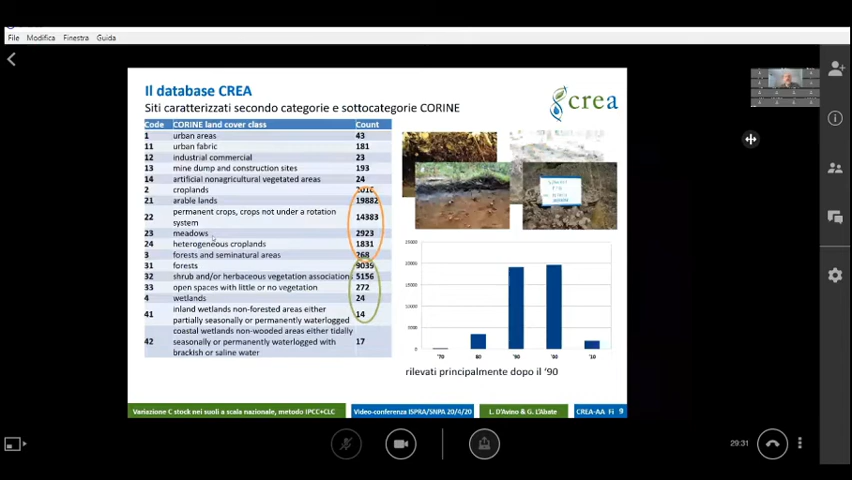 File Modifica Finestra Guida
Il database CREA
Siti caratterizzati secondo categorie e sottocategorie CORINE
crea
Code CORINE land cover class Count
1 urban areas 43
11 urban fabric 181
12 industrial commercial 23
13 mine dump and construction sites 193
14 artificial nonagricultural vegetated areas 24
2 croplands
21 arable lands 19882
permanent crops, crops not under a rotation
22 system 14383
23 meadows 2923
24 heterogeneous croplands 1831
3 forests and seminatural areas 268
31 forests 9039
32 shrub and/or herbaceous vegetation association 5156
33 open spaces with little or no vegetation 272
4 wetlands 24
inland wetlands non-forested areas either
41 partially seasonally or permanently waterlogged 14
coastal wetlands non-wooded areas either tidally
42 seasonally or permanently waterlogged with 17
brackish or saline water
25000
20000
15000
10000
5000
0
'70 '80 '90 '00 '10
rilevati principalmente dopo il '90
Variazione C stock nei suoli a scala nazionale, metodo IPCC+CLC
Video-conferenza ISPRA/SNPA 20/4/20
L. D'Avino & G. L'Abate
CREA-AA Fi 9
29:31